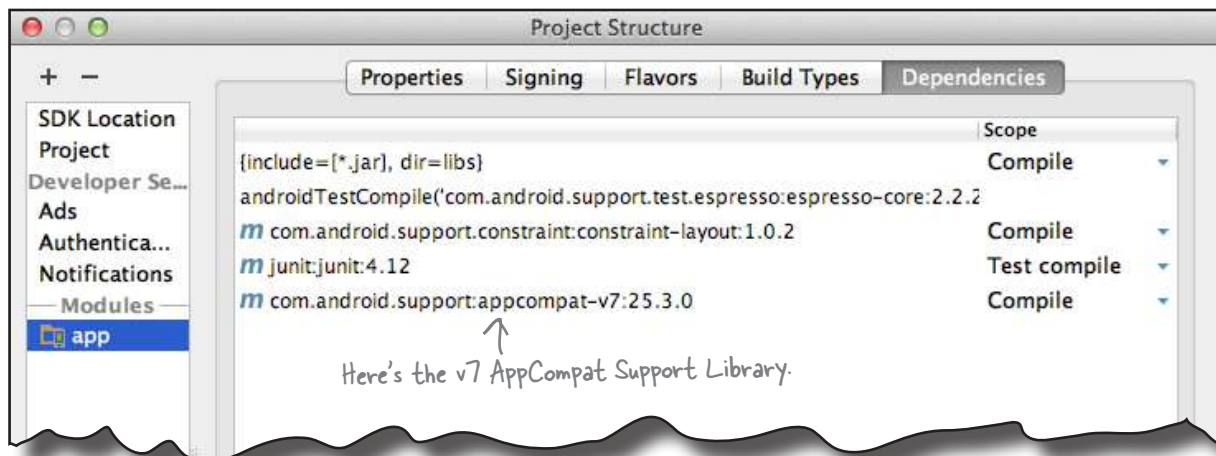 Project Structure
+ −
Properties Signing Flavors Build Types Dependencies
SDK Location
Project
Developer Se...
Ads
Authentica...
Notifications
Modules
app
Scope
{include=[*.jar], dir=libs} Compile
androidTestCompile('com.android.support.test.espresso:espresso-core:2.2.2
m com.android.support.constraint:constraint-layout:1.0.2 Compile
m junit:junit:4.12 Test compile
m com.android.support:appcompat-v7:25.3.0 Compile
Here's the v7 AppCompat Support Library.